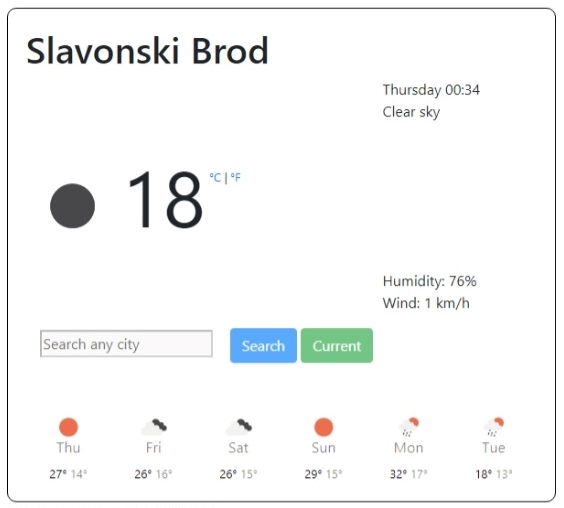 Slavonski Brod
Thursday 00:34
Clear sky
18 °C | °F
Humidity: 76%
Wind: 1 km/h
Search any city Search Current
Thu Fri Sat Sun Mon Tue
27° 14° 26° 16° 26° 15° 29° 15° 32° 17° 18° 13°